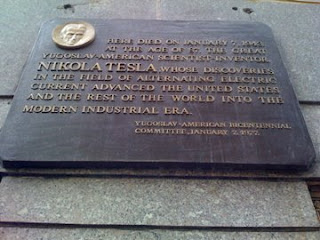 HERE DIED ON JANUARY 7, 1943,
AT THE AGE OF 87, THE GREAT
YUGOSLAV-AMERICAN SCIENTIST-INVENTOR
NIKOLA TESLA, WHOSE DISCOVERIES
IN THE FIELD OF ALTERNATING ELECTRIC
CURRENT ADVANCED THE UNITED STATES
AND THE REST OF THE WORLD INTO THE
MODERN INDUSTRIAL ERA.
YUGOSLAV-AMERICAN BICENTENNIAL
COMMITTEE, JANUARY 7, 1977.